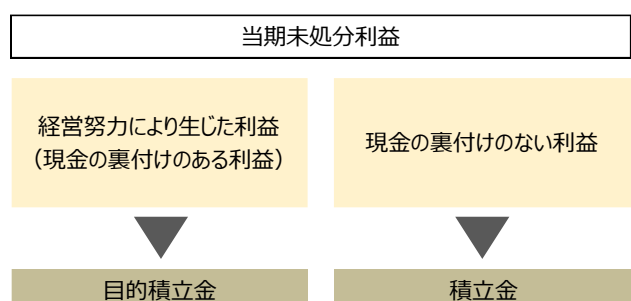 当期未処分利益
経営努力により生じた利益
（現金の裏付けのある利益）
現金の裏付けのない利益
目的積立金
積立金